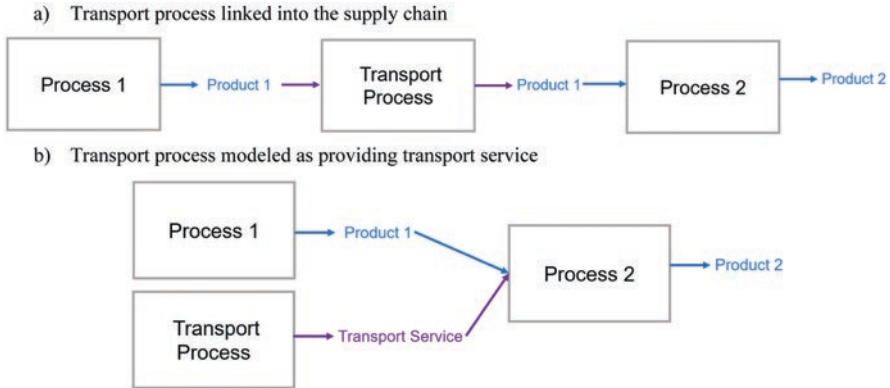 a) Transport process linked into the supply chain
Process 1
Product 1
Transport
Process
Product 1
Process 2
Product 2
b) Transport process modeled as providing transport service
Process 1
Product 1
Process 2
Product 2
Transport
Process
Transport Service